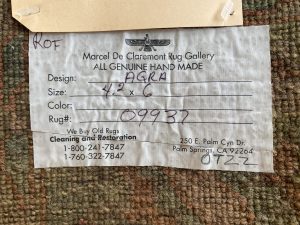 ROF
Marcel De Claremont Rug Gallery
ALL GENUINE HAND MADE
Design: AGRA
Size: 4.2 x 6
Color:
Rug#: 09937
We Buy Old Rugs
Cleaning and Restoration
1-800-241-7847
1-760-322-7847
250 E. Palm Cyn Dr.
Palm Springs, CA 92264
OTZZ